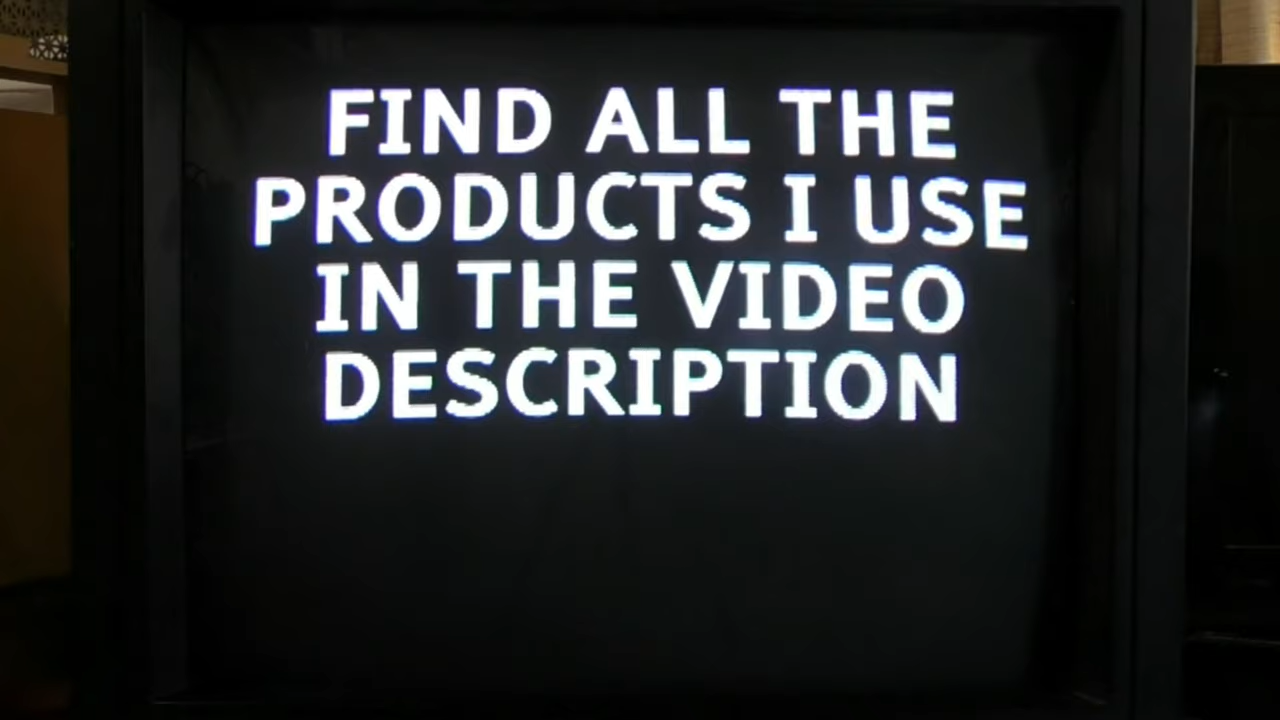 FIND ALL THE
PRODUCTS I USE
IN THE VIDEO
DESCRIPTION